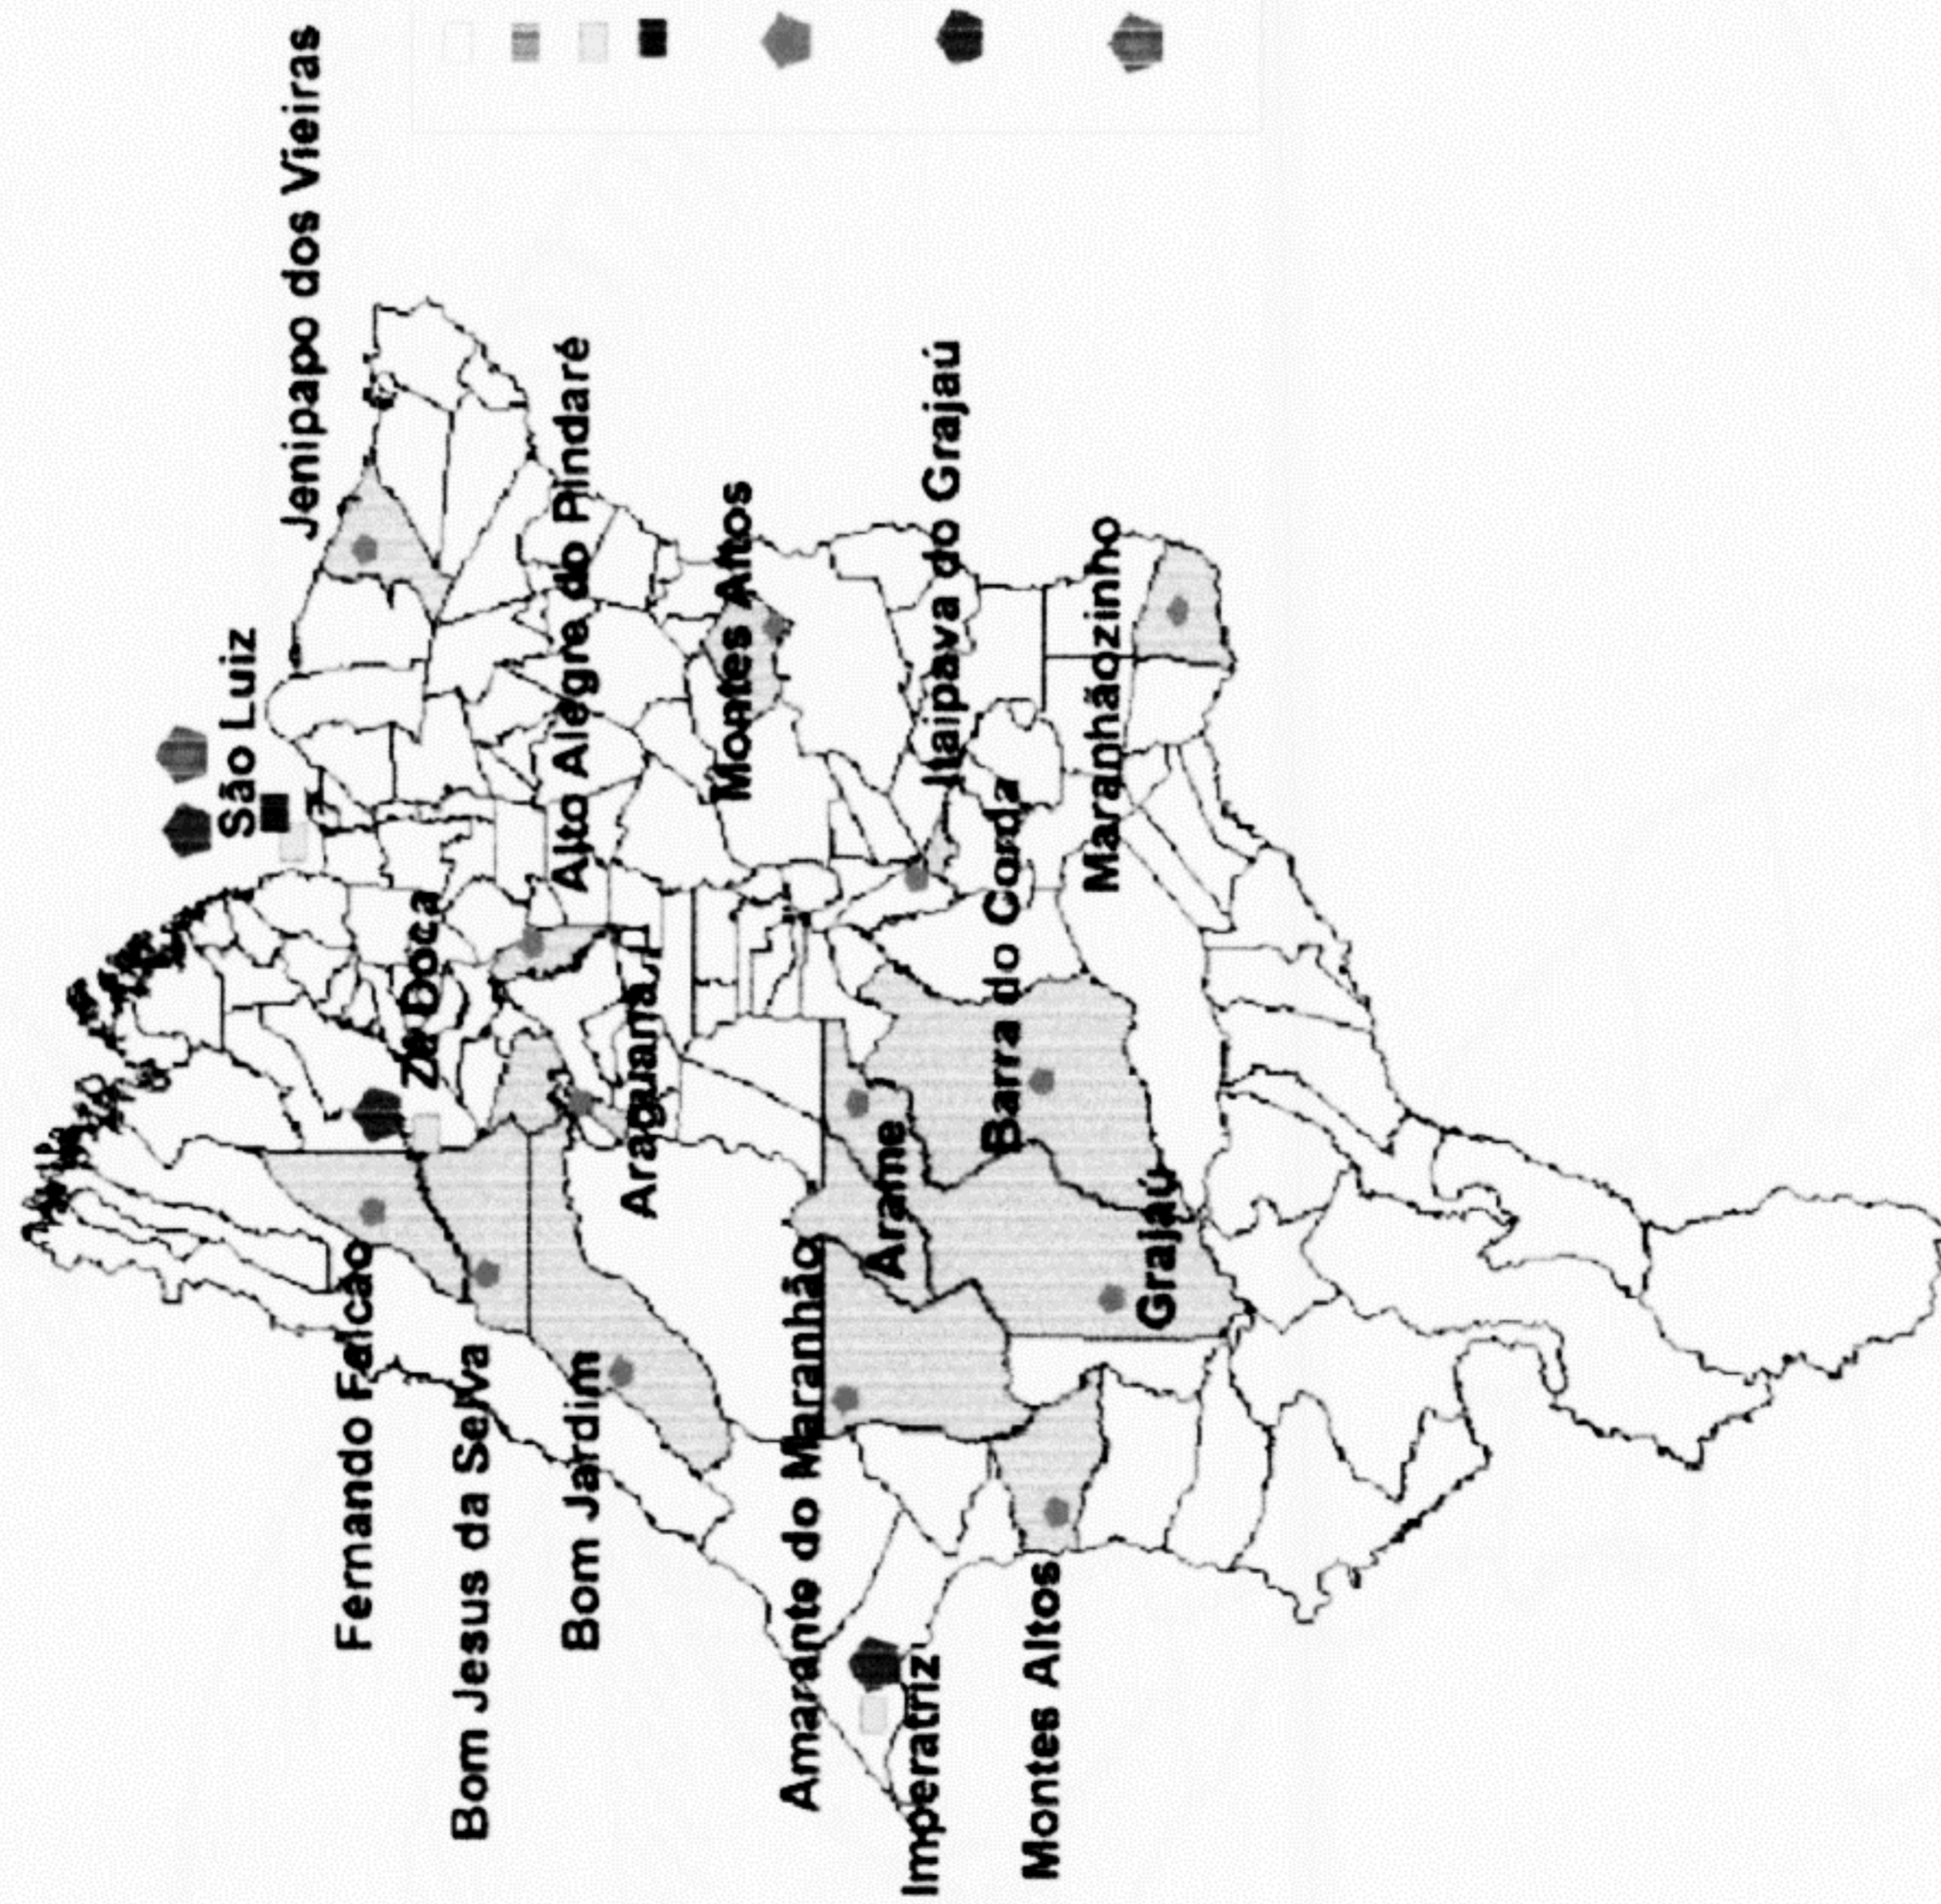 São Luiz
Jenipapo dos Vieiras
Fernando Falcão
Zé Doca
Bom Jesus da Selva
Bom Jardim
Alto Alegre do Pindaré
Araguanã
Montes Altos
Amarante do Maranhão
Arame
Imperatriz
Itaipava do Grajaú
Barra do Corda
Montes Altos
Maranhãozinho
Grajaú